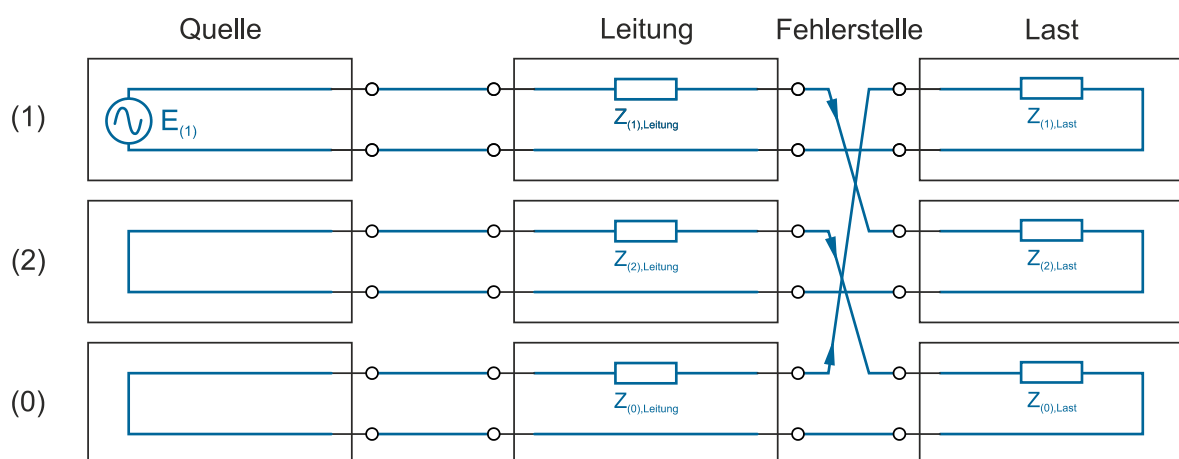 Quelle Leitung Fehlerstelle Last
(1) E(1) Z(1),Leitung Z(1),Last
(2) Z(2),Leitung Z(2),Last
(0) Z(0),Leitung Z(0),Last